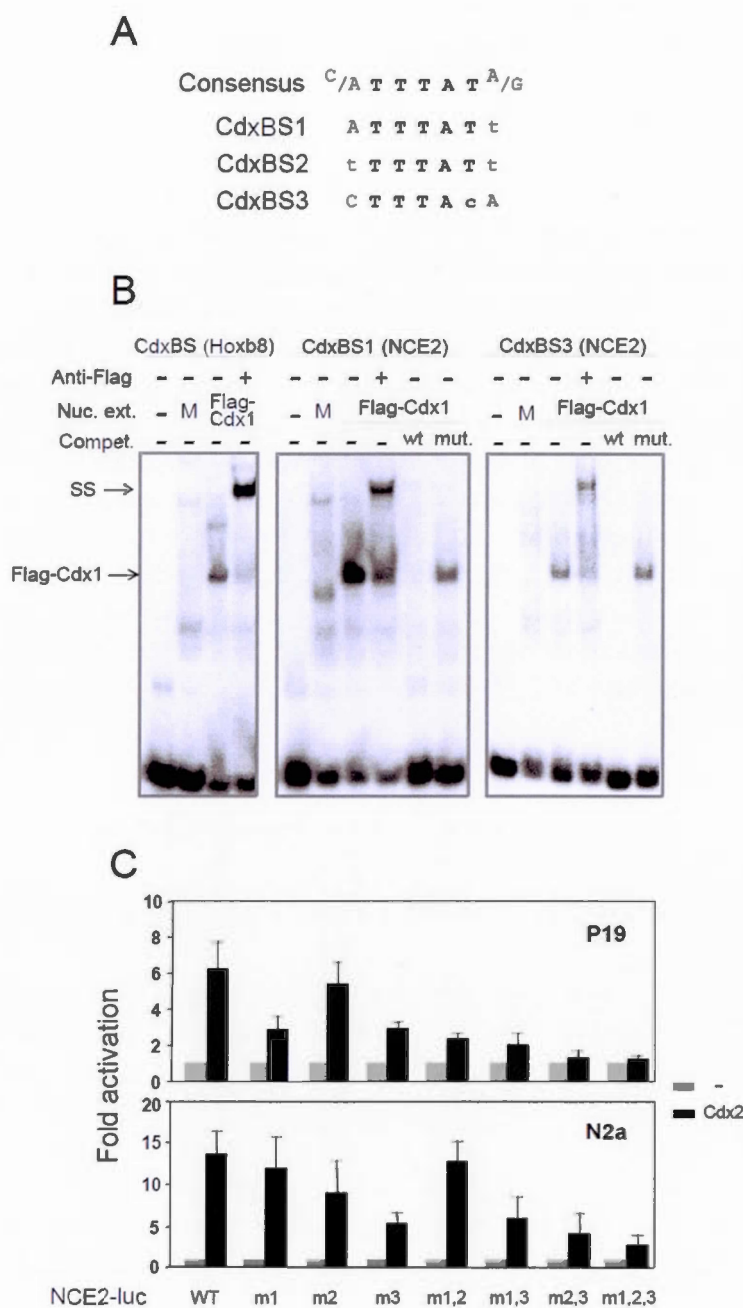 A
Consensus C/A T T T A T A/G
CdxBS1 A T T T A T t
CdxBS2 t T T T A T t
CdxBS3 C T T T A c A
B
CdxBS (Hoxb8) CdxBS1 (NCE2) CdxBS3 (NCE2)
Anti-Flag - - - + - - - + - - - - - + - -
Nuc. ext. - M Flag-Cdx1 - M Flag-Cdx1 - M Flag-Cdx1
Compet. - - - - - - - - wt mut. - - - - wt mut.
SS
Flag-Cdx1
C
Fold activation
10
8
6
4
2
0
P19
20
15
10
5
0
N2a
-
Cdx2
NCE2-luc WT m1 m2 m3 m1,2 m1,3 m2,3 m1,2,3